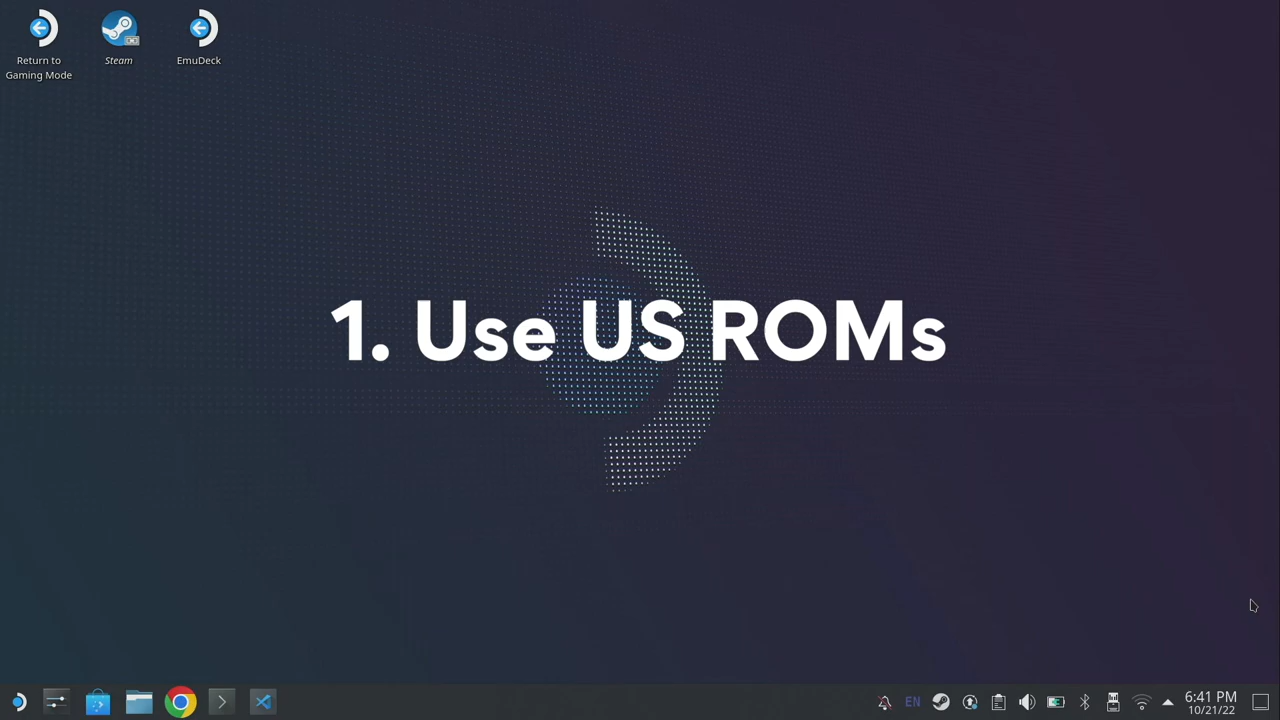 Return to
Gaming Mode
Steam
EmuDeck
1. Use US ROMs
EN
6:41 PM
10/21/22